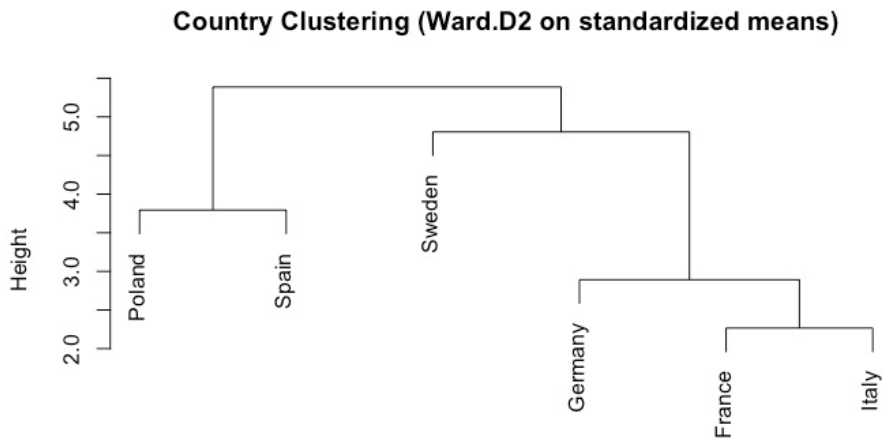 Country Clustering (Ward.D2 on standardized means)
Height
5.0
4.0
3.0
2.0
Poland
Spain
Sweden
Germany
France
Italy